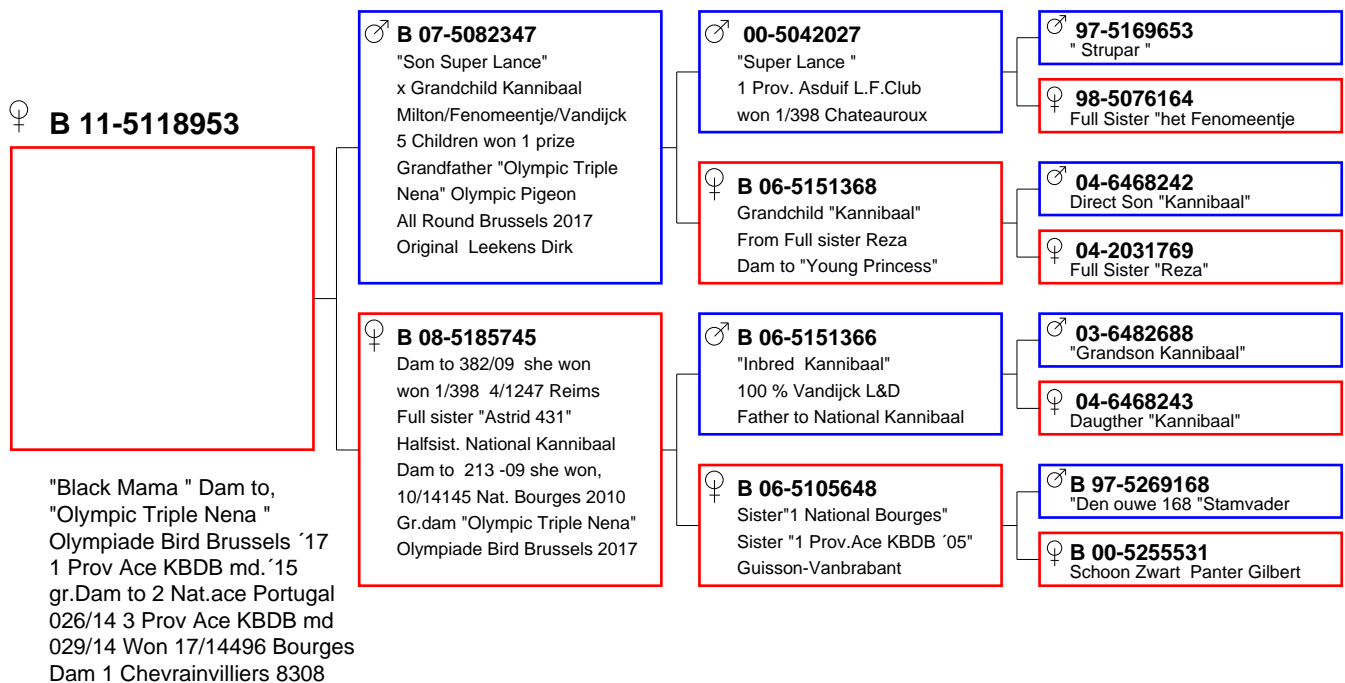 B 11-5118953
"Black Mama " Dam to,
"Olympic Triple Nena "
Olympiade Bird Brussels ´17
1 Prov Ace KBDB md.´15
gr.Dam to 2 Nat.ace Portugal
026/14 3 Prov Ace KBDB md
029/14 Won 17/14496 Bourges
Dam 1 Chevrainvilliers 8308
B 07-5082347
"Son Super Lance"
x Grandchild Kannibaal
Milton/Fenomeentje/Vandijck
5 Children won 1 prize
Grandfather "Olympic Triple
Nena" Olympic Pigeon
All Round Brussels 2017
Original  Leekens Dirk
B 08-5185745
Dam to 382/09  she won
won 1/398  4/1247 Reims
Full sister "Astrid 431"
Halfsist. National Kannibaal
Dam to  213 -09 she won,
10/14145 Nat. Bourges 2010
Gr.dam "Olympic Triple Nena"
Olympiade Bird Brussels 2017
00-5042027
"Super Lance "
1 Prov. Asduif L.F.Club
won 1/398 Chateauroux
B 06-5151368
Grandchild "Kannibaal"
From Full sister Reza
Dam to "Young Princess"
B 06-5151366
"Inbred  Kannibaal"
100 % Vandijck L&D
Father to National Kannibaal
B 06-5105648
Sister"1 National Bourges"
Sister "1 Prov.Ace KBDB ´05"
Guisson-Vanbrabant
97-5169653
" Strupar "
98-5076164
Full Sister "het Fenomeentje
04-6468242
Direct Son "Kannibaal"
04-2031769
Full Sister "Reza"
03-6482688
"Grandson Kannibaal"
04-6468243
Daugther "Kannibaal"
B 97-5269168
"Den ouwe 168 "Stamvader
B 00-5255531
Schoon Zwart  Panter Gilbert